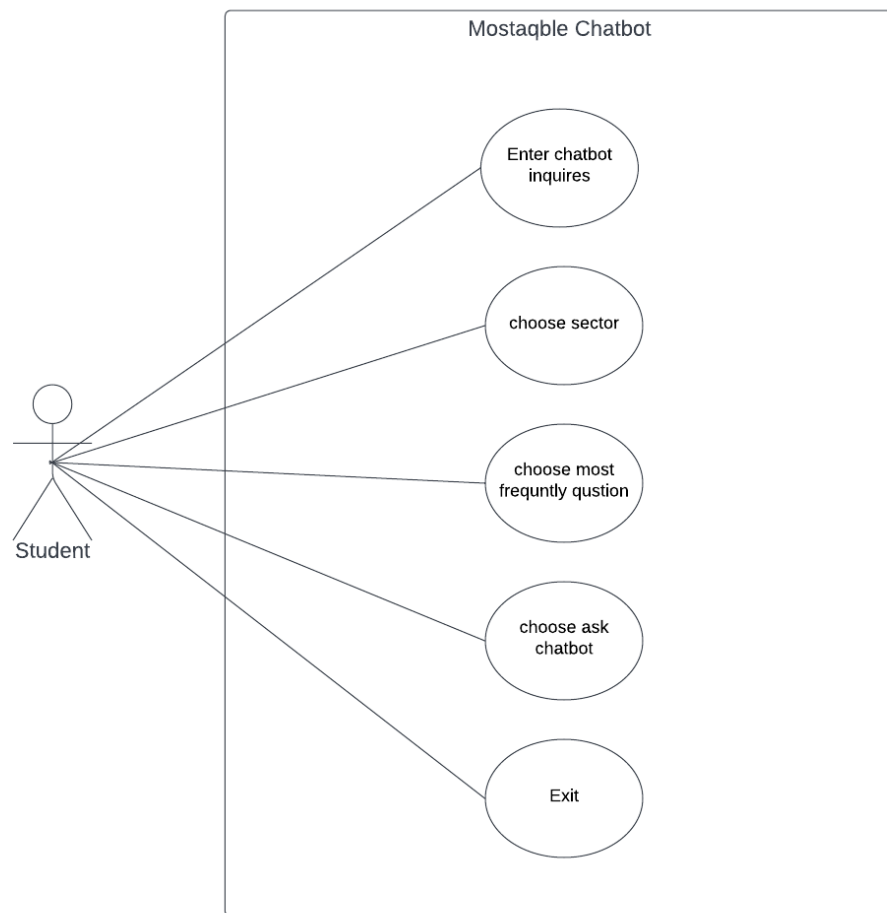 Mostaqble Chatbot
Enter chatbot
inquires
choose sector
choose most
frequntly qustion
Student
choose ask
chatbot
Exit